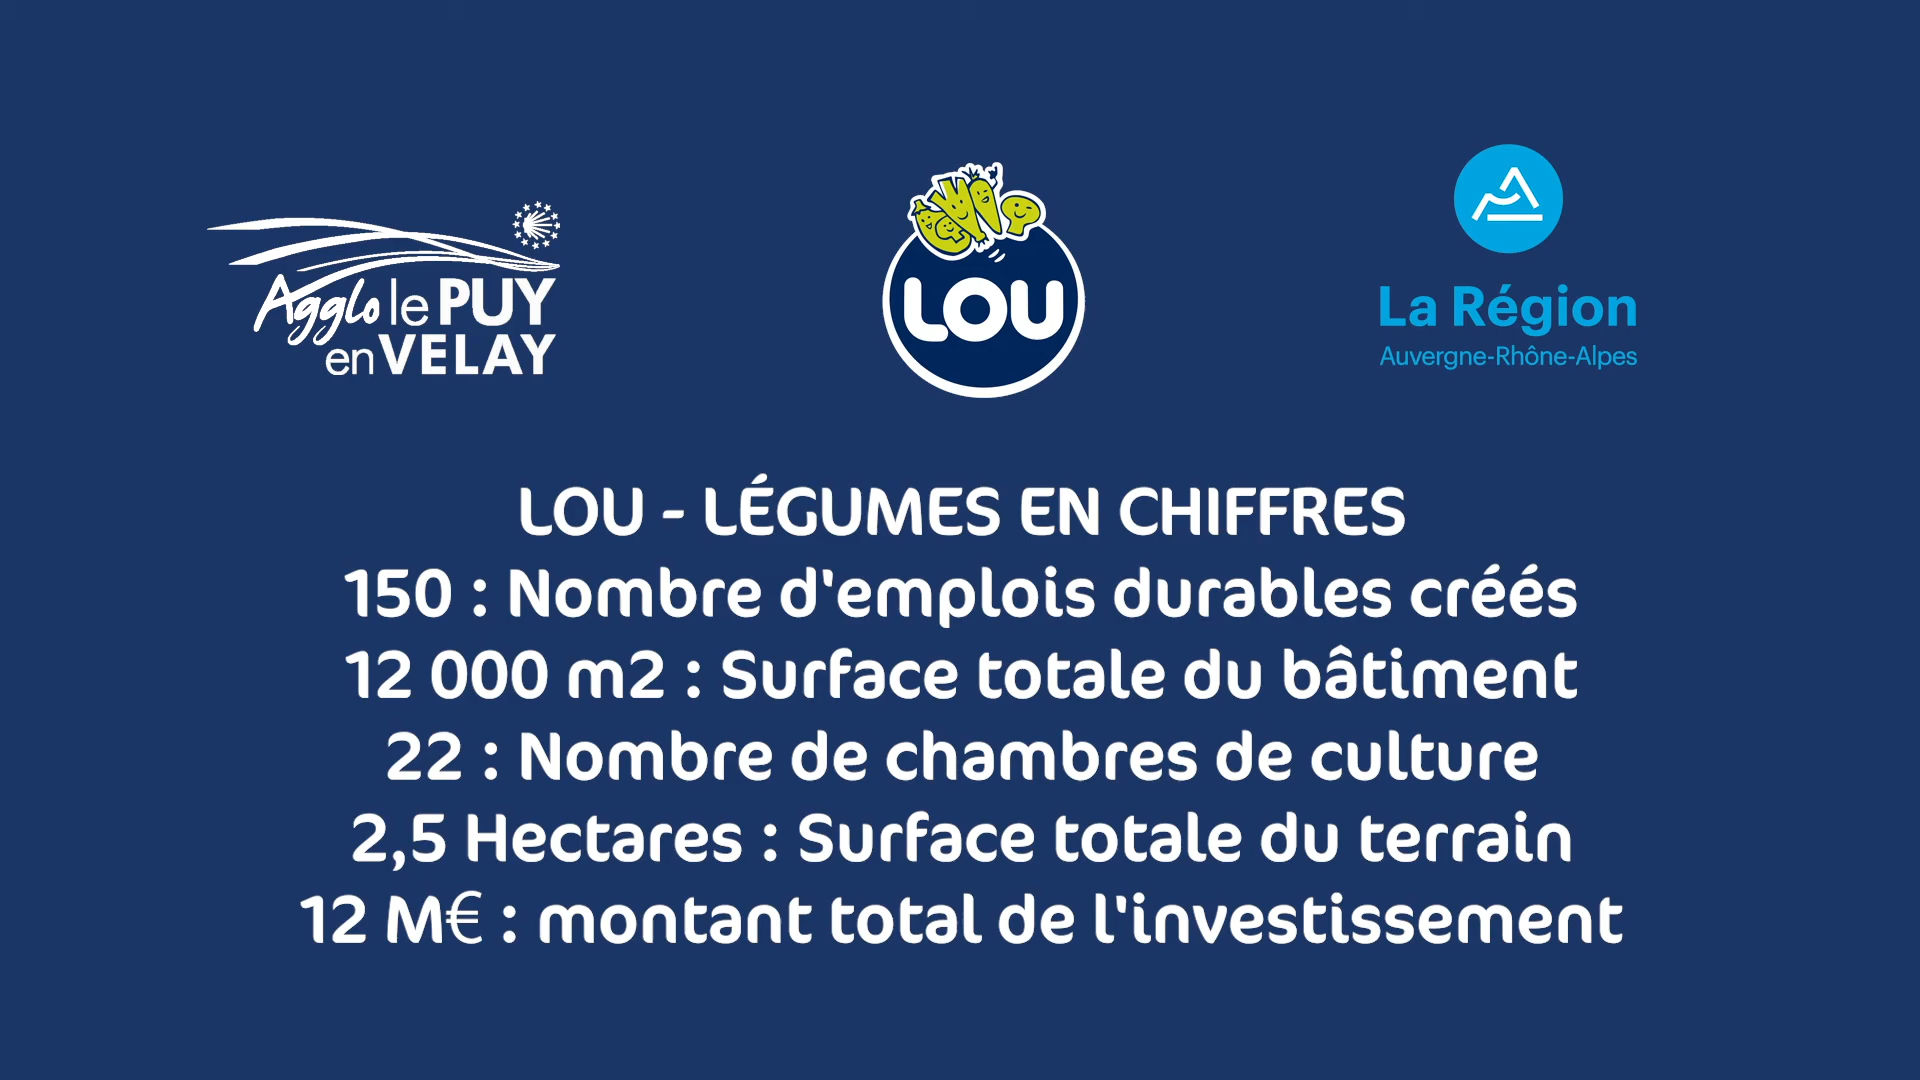 Agglo le PUY
en VELAY
LOU
La Région
Auvergne-Rhône-Alpes
LOU - LÉGUMES EN CHIFFRES
150 : Nombre d'emplois durables créés
12 000 m2 : Surface totale du bâtiment
22 : Nombre de chambres de culture
2,5 Hectares : Surface totale du terrain
12 M€ : montant total de l'investissement